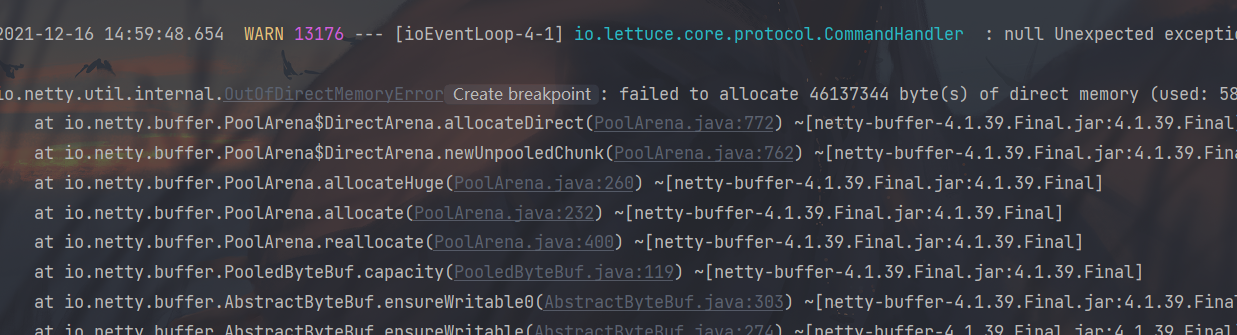 2021-12-16 14:59:48.654  WARN 13176 --- [ioEventLoop-4-1] io.lettuce.core.protocol.CommandHandler  : null Unexpected
io.netty.util.internal.OutOfDirectMemoryError Create breakpoint : failed to allocate 46137344 byte(s) of direct memory (used: 58
at io.netty.buffer.PoolArena$DirectArena.allocateDirect(PoolArena.java:772) ~[netty-buffer-4.1.39.Final.jar:4.1.39.Final]
at io.netty.buffer.PoolArena$DirectArena.newUnpooledChunk(PoolArena.java:762) ~[netty-buffer-4.1.39.Final.jar:4.1.39.Fina
at io.netty.buffer.PoolArena.allocateHuge(PoolArena.java:260) ~[netty-buffer-4.1.39.Final.jar:4.1.39.Final]
at io.netty.buffer.PoolArena.allocate(PoolArena.java:232) ~[netty-buffer-4.1.39.Final.jar:4.1.39.Final]
at io.netty.buffer.PoolArena.reallocate(PoolArena.java:400) ~[netty-buffer-4.1.39.Final.jar:4.1.39.Final]
at io.netty.buffer.PooledByteBuf.capacity(PooledByteBuf.java:119) ~[netty-buffer-4.1.39.Final.jar:4.1.39.Final]
at io.netty.buffer.AbstractByteBuf.ensureWritable0(AbstractByteBuf.java:303) ~[netty-buffer-4.1.39.Final.jar:4.1.39.Final
at io.netty.buffer.AbstractByteBuf.ensureWritable(AbstractByteBuf.java:274) ~[netty-buffer-4.1.39.Final.jar:4.1.39.Final]